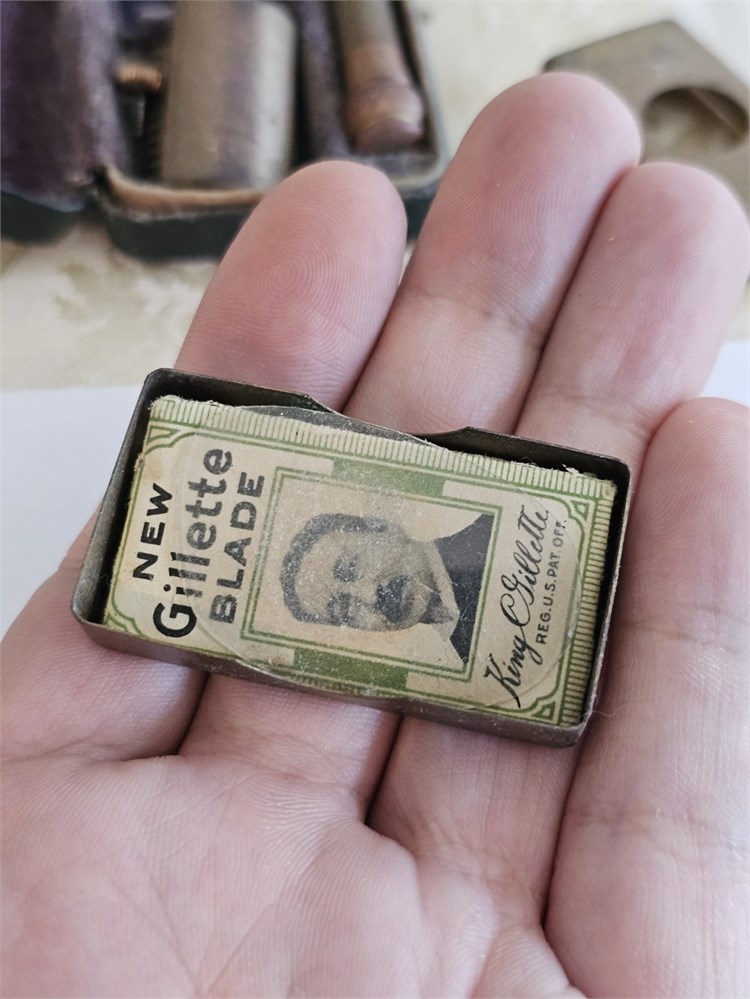 NEW
Gillette
BLADE
King C Gillette
REG.U.S.PAT.OFF.